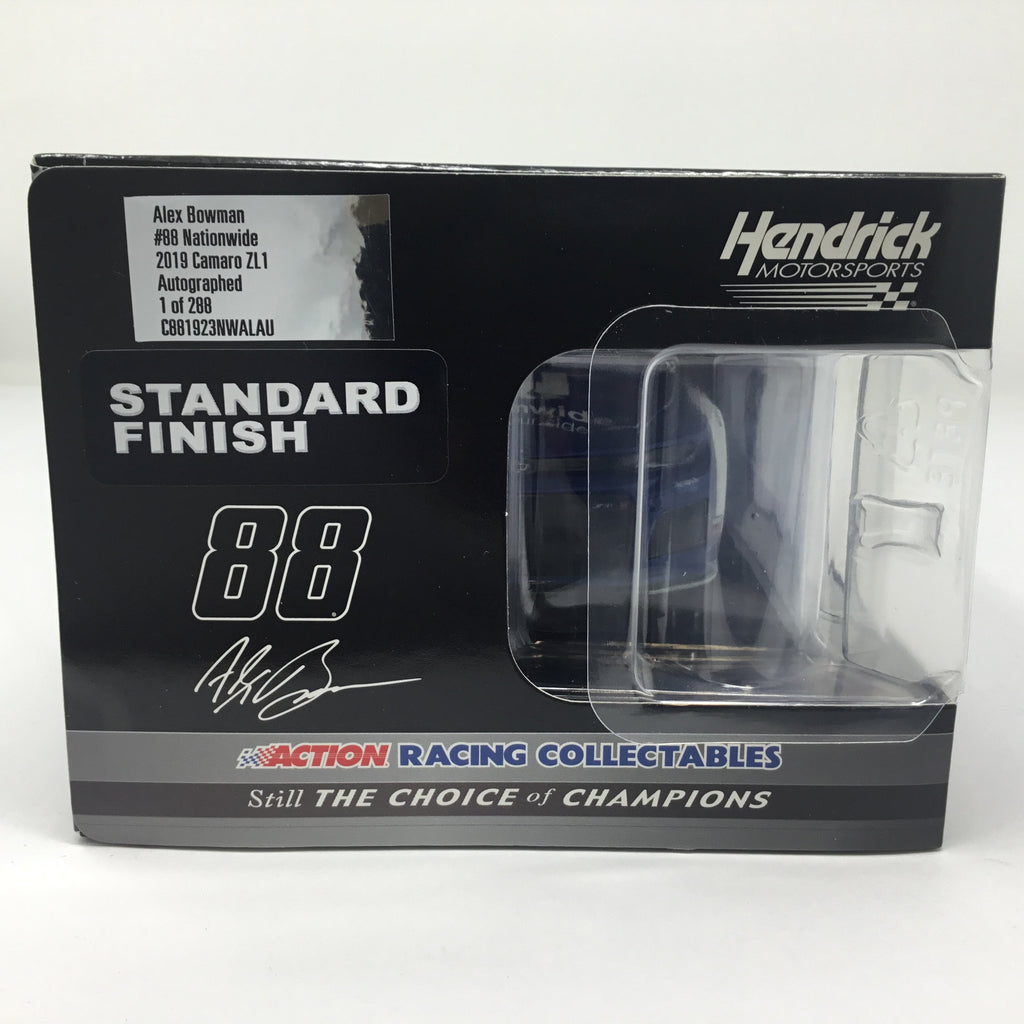 Alex Bowman
#88 Nationwide
2019 Camaro ZL1
Autographed
1 of 288
C881923NWALAU
Hendrick
MOTORSPORTS
STANDARD
FINISH
88
ACTION RACING COLLECTABLES
Still THE CHOICE of CHAMPIONS